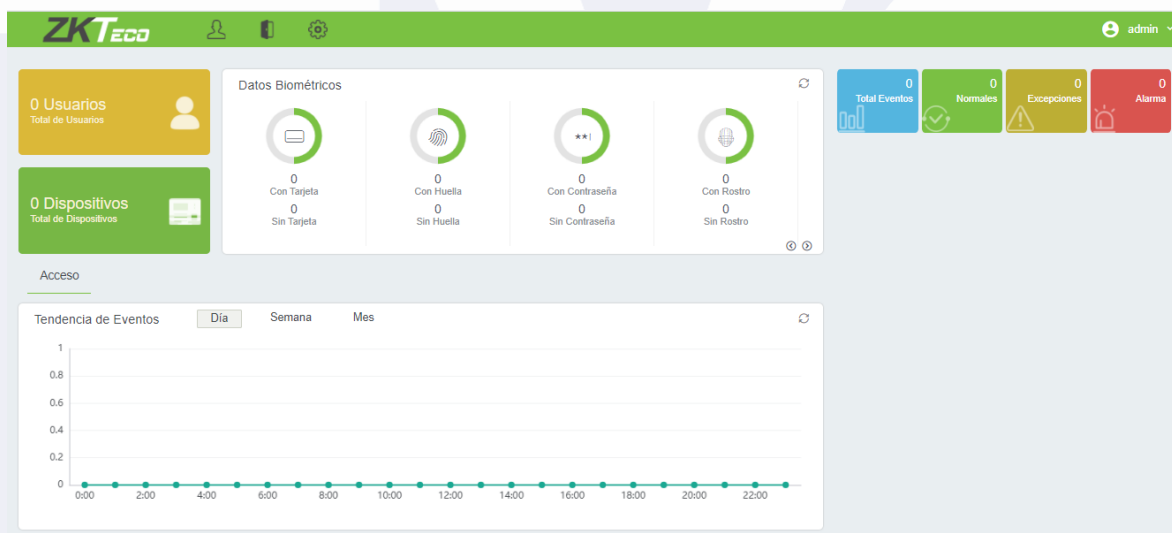 ZKTeco
admin
0 Usuarios
Total de Usuarios
0 Dispositivos
Total de Dispositivos
Datos Biométricos
**|
0
Con Tarjeta
0
Sin Tarjeta
0
Con Huella
0
Sin Huella
0
Con Contraseña
0
Sin Contraseña
0
Con Rostro
0
Sin Rostro
0
Total Eventos
0
Normales
0
Excepciones
0
Alarma
Acceso
Tendencia de Eventos Día Semana Mes
1
0.8
0.6
0.4
0.2
0
0:00 2:00 4:00 6:00 8:00 10:00 12:00 14:00 16:00 18:00 20:00 22:00